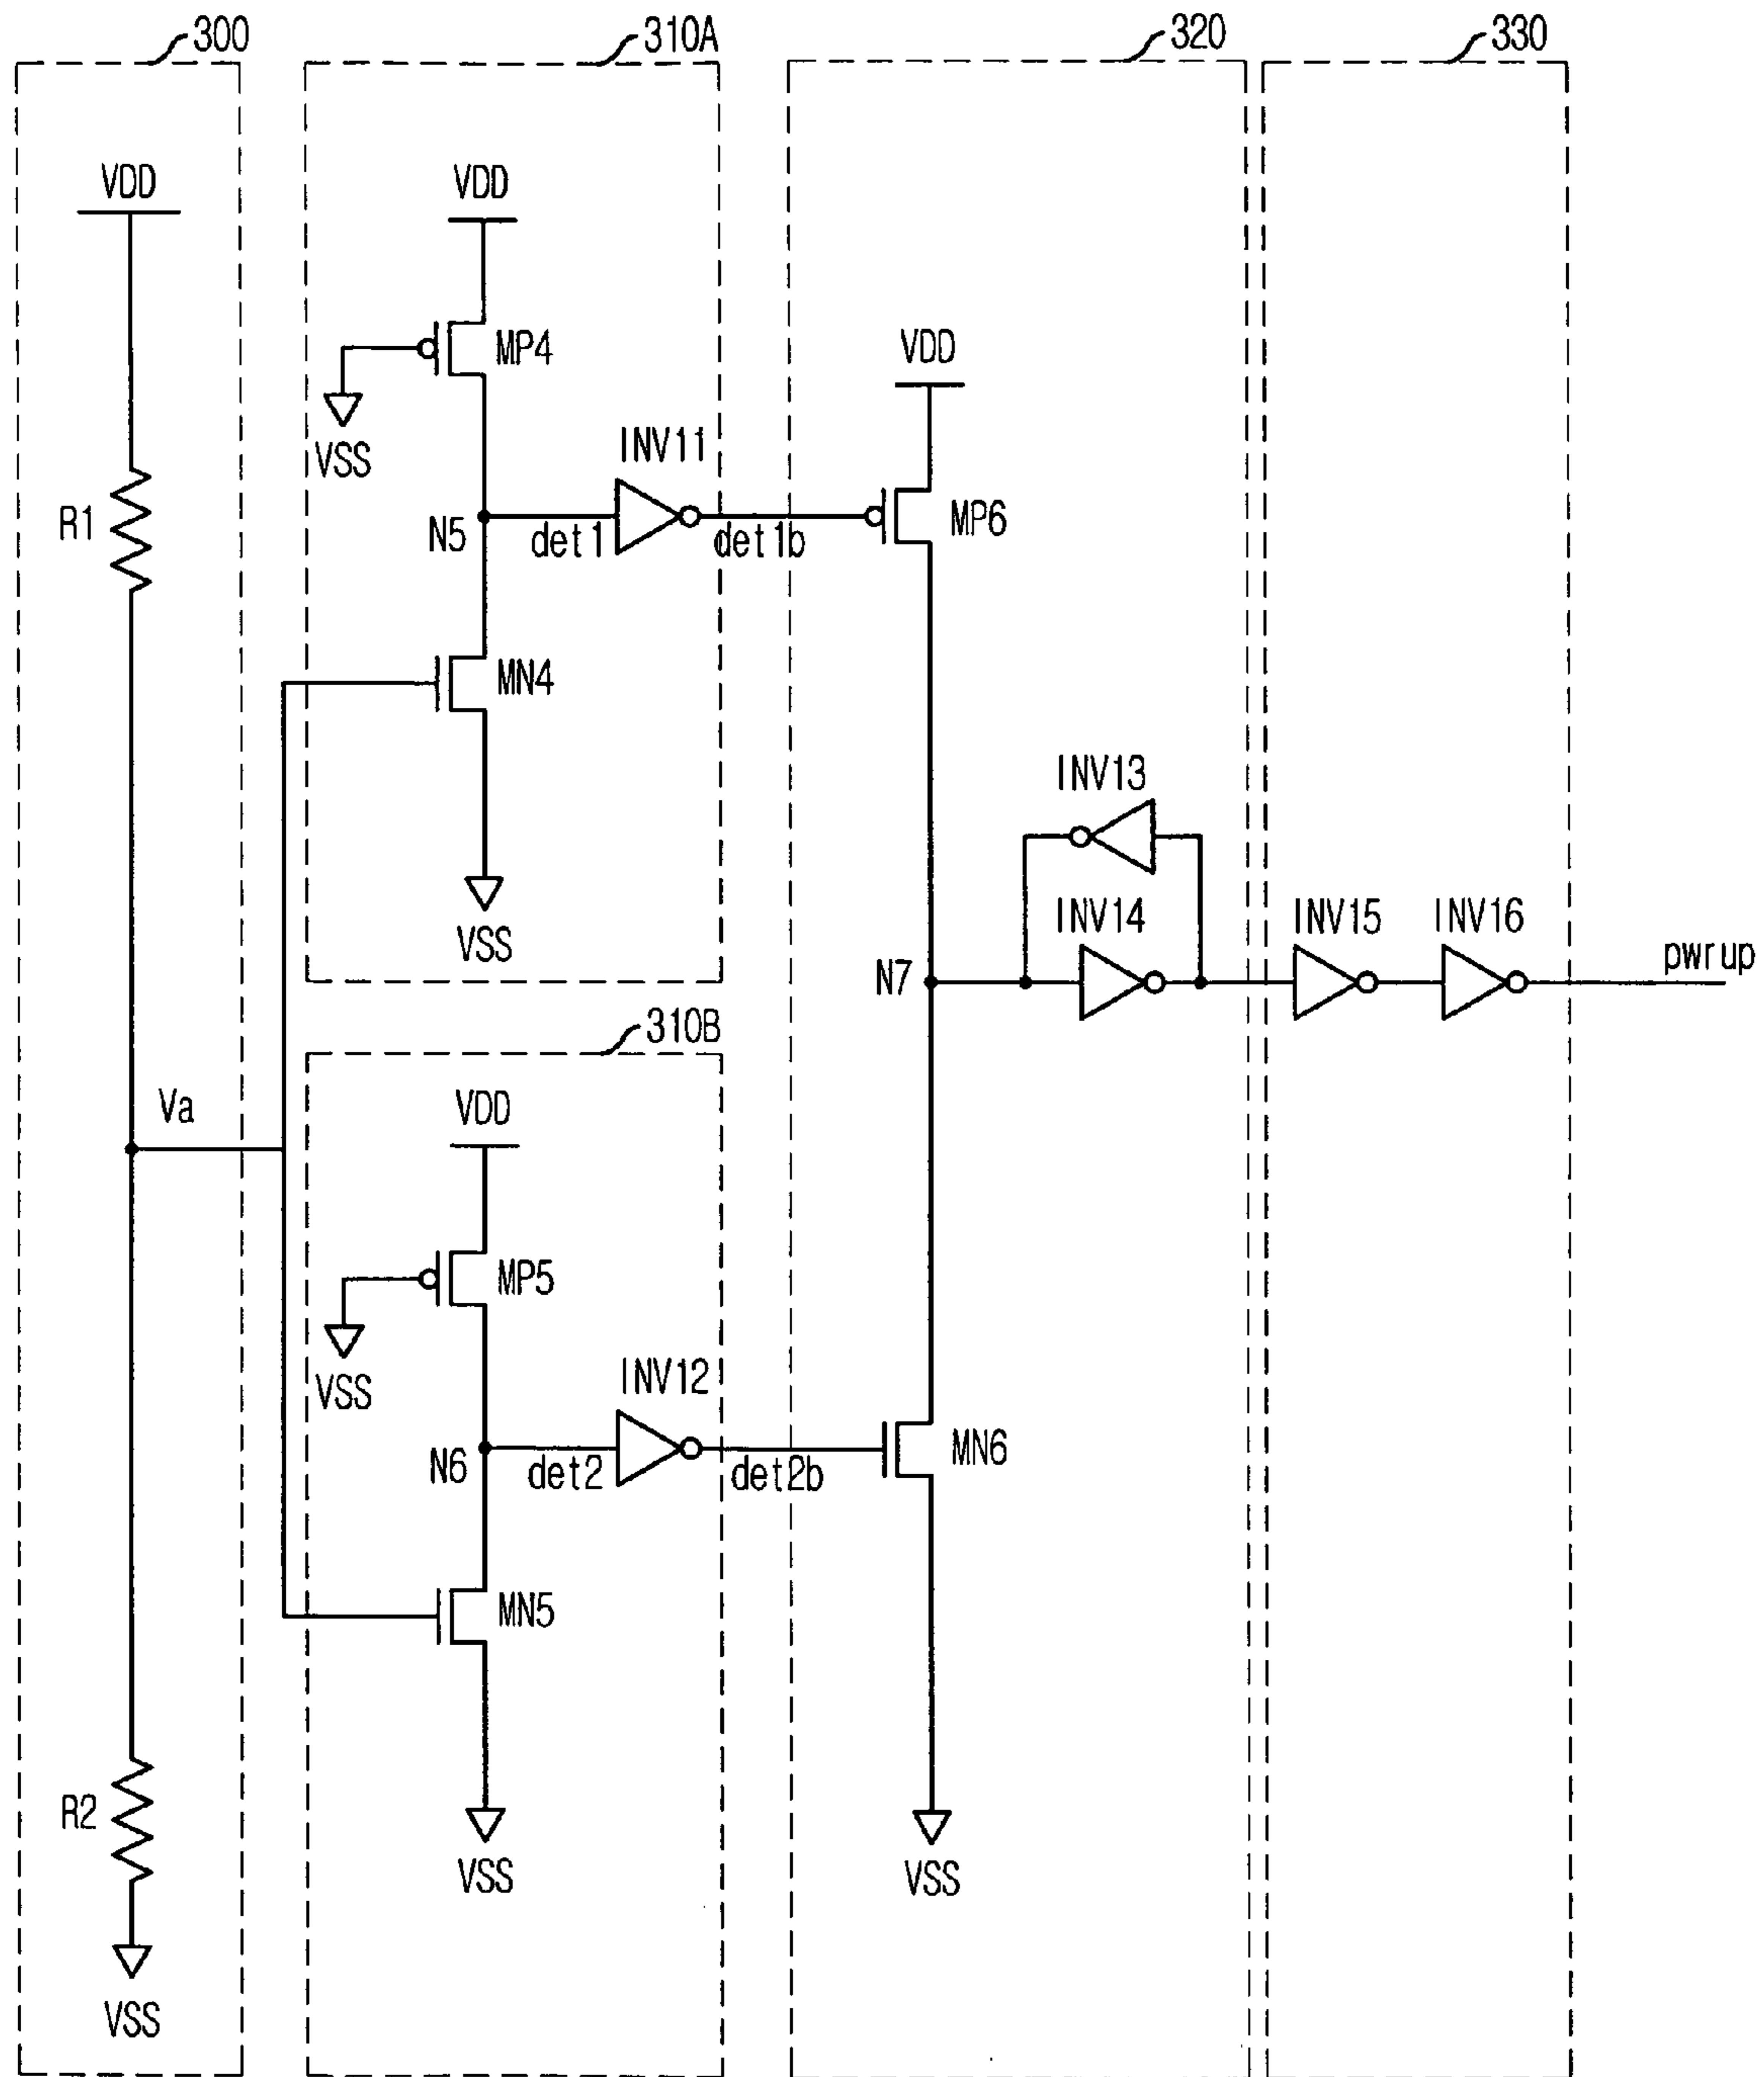 300
310A
320
330
VDD
VDD
MP4
VDD
VSS
INV11
R1
N5
det1
det1b
MP6
MN4
INV13
VSS
INV14
INV15
INV16
N7
pwrup
310B
Va
VDD
MP5
VSS
INV12
N6
det2
det2b
MN6
MN5
R2
VSS
VSS
VSS